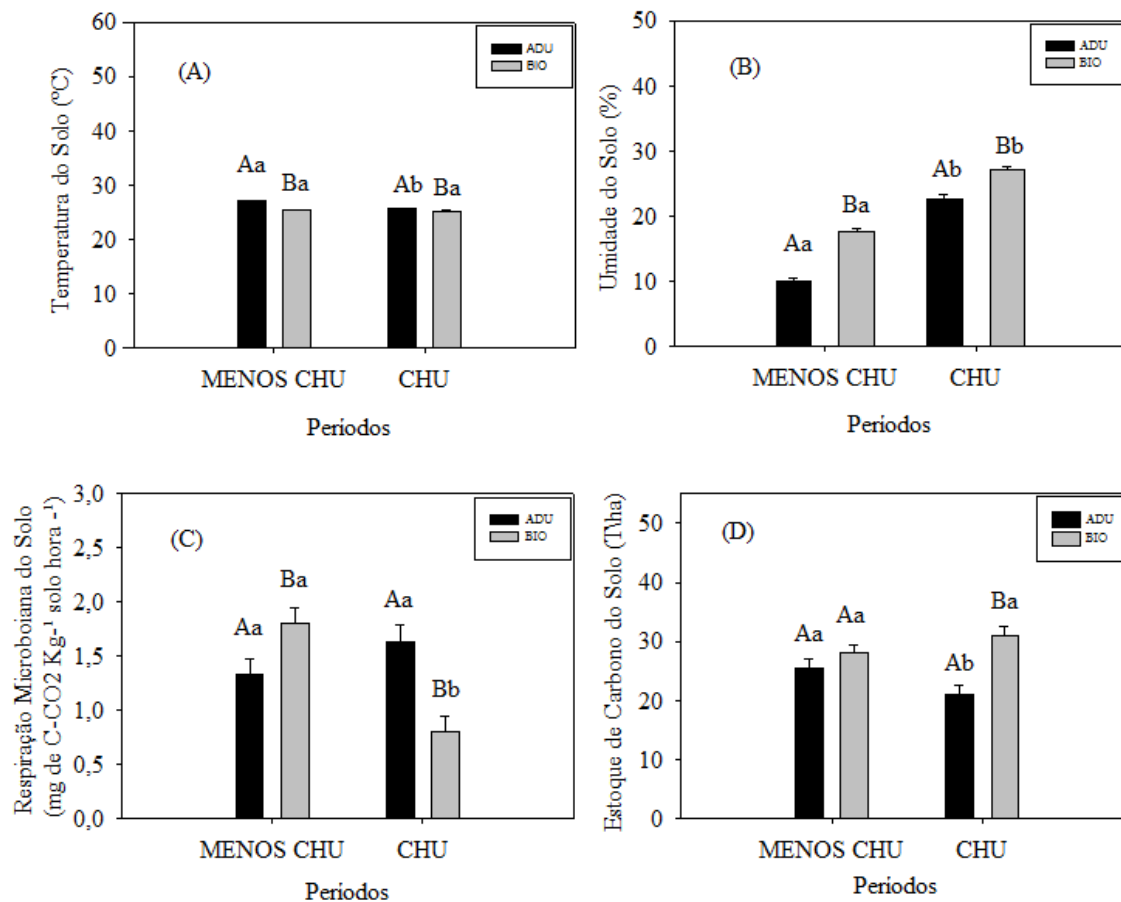 60
50
40
30
20
10
0
Temperatura do Solo (ºC)
(A)
ADU
BIO
Aa
Ba
Ab
Ba
MENOS CHU
CHU
Períodos
50
40
30
20
10
0
Umidade do Solo (%)
(B)
ADU
BIO
Aa
Ba
Ab
Bb
MENOS CHU
CHU
Períodos
3,0
2,5
2,0
1,5
1,0
0,5
0,0
Respiração Microboiana do Solo
(mg de C-CO2 Kg-¹ solo hora -¹)
(C)
ADU
BIO
Aa
Ba
Aa
Bb
MENOS CHU
CHU
Períodos
50
40
30
20
10
0
Estoque de Carbono do Solo (T\ha)
(D)
ADU
BIO
Aa
Aa
Ab
Ba
MENOS CHU
CHU
Períodos